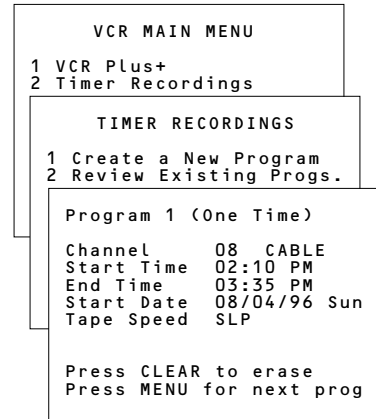 VCR MAIN MENU
1 VCR Plus+
2 Timer Recordings
TIMER RECORDINGS
1 Create a New Program
2 Review Existing Progs.
Program 1 (One Time)
Channel 08 CABLE
Start Time 02:10 PM
End Time 03:35 PM
Start Date 08/04/96 Sun
Tape Speed SLP
Press CLEAR to erase
Press MENU for next prog